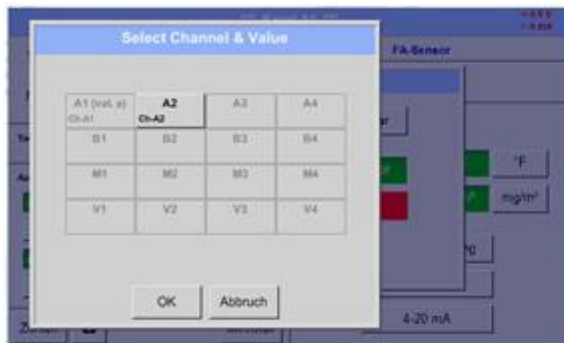 Select Channel & Value
FA-Sensor
A1 (val. a)
Ch-A1
A2
Ch-A2
A3
A4
B1
B2
B3
B4
M1
M2
M3
M4
V1
V2
V3
V4
°F
mg/m³
OK
Abbruch
4-20 mA